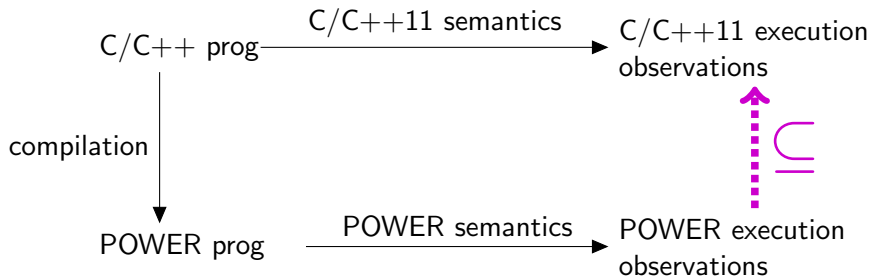 C/C++11 semantics
C/C++ prog
C/C++11 execution
observations
compilation
⊆
POWER semantics
POWER prog
POWER execution
observations